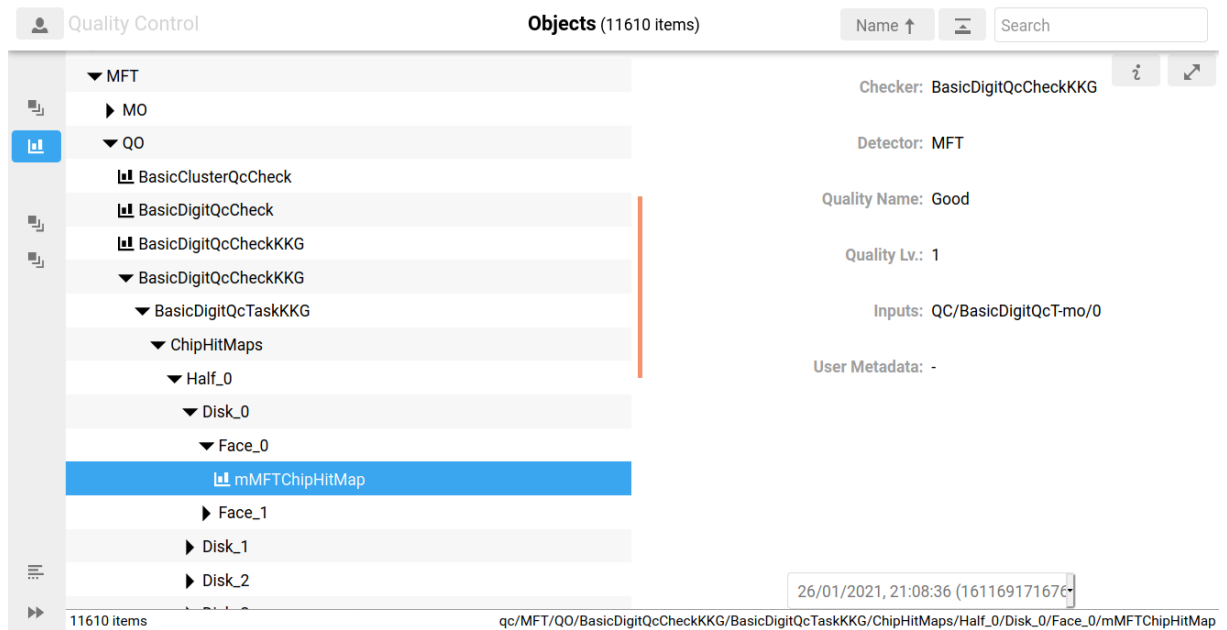 Quality Control
Objects (11610 items)
Name
Search
MFT
MO
QO
BasicClusterQcCheck
BasicDigitQcCheck
BasicDigitQcCheckKKG
BasicDigitQcCheckKKG
BasicDigitQcTaskKKG
ChipHitMaps
Half_0
Disk_0
Face_0
mMFTChipHitMap
Face_1
Disk_1
Disk_2
i
Checker: BasicDigitQcCheckKKG
Detector: MFT
Quality Name: Good
Quality Lv.: 1
Inputs: QC/BasicDigitQcT-mo/0
User Metadata: -
26/01/2021, 21:08:36 (161169171676
11610 items
qc/MFT/QO/BasicDigitQcCheckKKG/BasicDigitQcTaskKKG/ChipHitMaps/Half_0/Disk_0/Face_0/mMFTChipHitMap